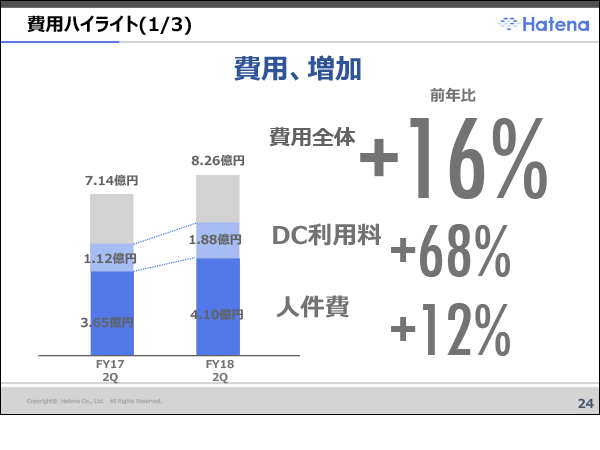 費用ハイライト(1/3)
Hatena
費用、増加
前年比
費用全体
+16%
DC利用料
+68%
人件費
+12%
7.14億円
8.26億円
1.12億円
1.88億円
3.65億円
4.10億円
FY17
2Q
FY18
2Q
Copyright© Hatena Co., Ltd. All Rights Reserved.
24